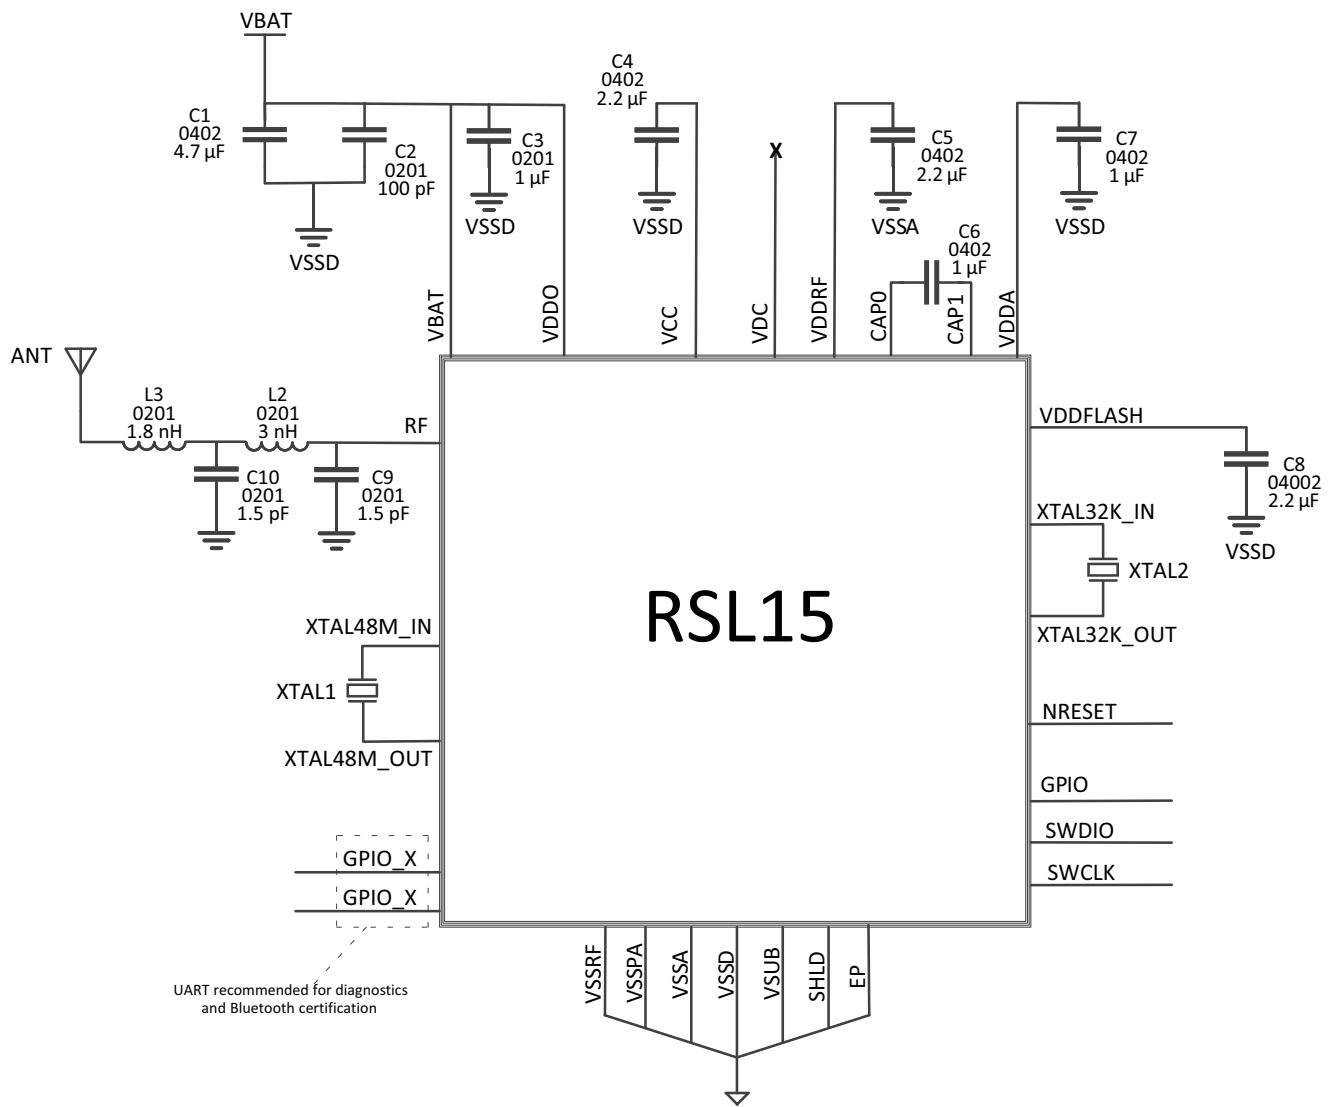 VBAT
C1
0402
4.7 µF
C2
0201
100 pF
VSSD
C3
0201
1 µF
VSSD
C4
0402
2.2 µF
VSSD
X
C5
0402
2.2 µF
VSSA
C6
0402
1 µF
C7
0402
1 µF
VSSD
VBAT
VDDO
VCC
VDC
VDDRF
CAP0
CAP1
VDDA
ANT
L3
0201
1.8 nH
L2
0201
3 nH
RF
C10
0201
1.5 pF
C9
0201
1.5 pF
VDDFLASH
C8
04002
2.2 µF
VSSD
XTAL32K_IN
XTAL2
XTAL32K_OUT
RSL15
XTAL48M_IN
XTAL1
XTAL48M_OUT
NRESET
GPIO
SWDIO
SWCLK
GPIO_X
GPIO_X
UART recommended for diagnostics
and Bluetooth certification
VSSRF
VSSPA
VSSA
VSSD
VSUB
SHLD
EP